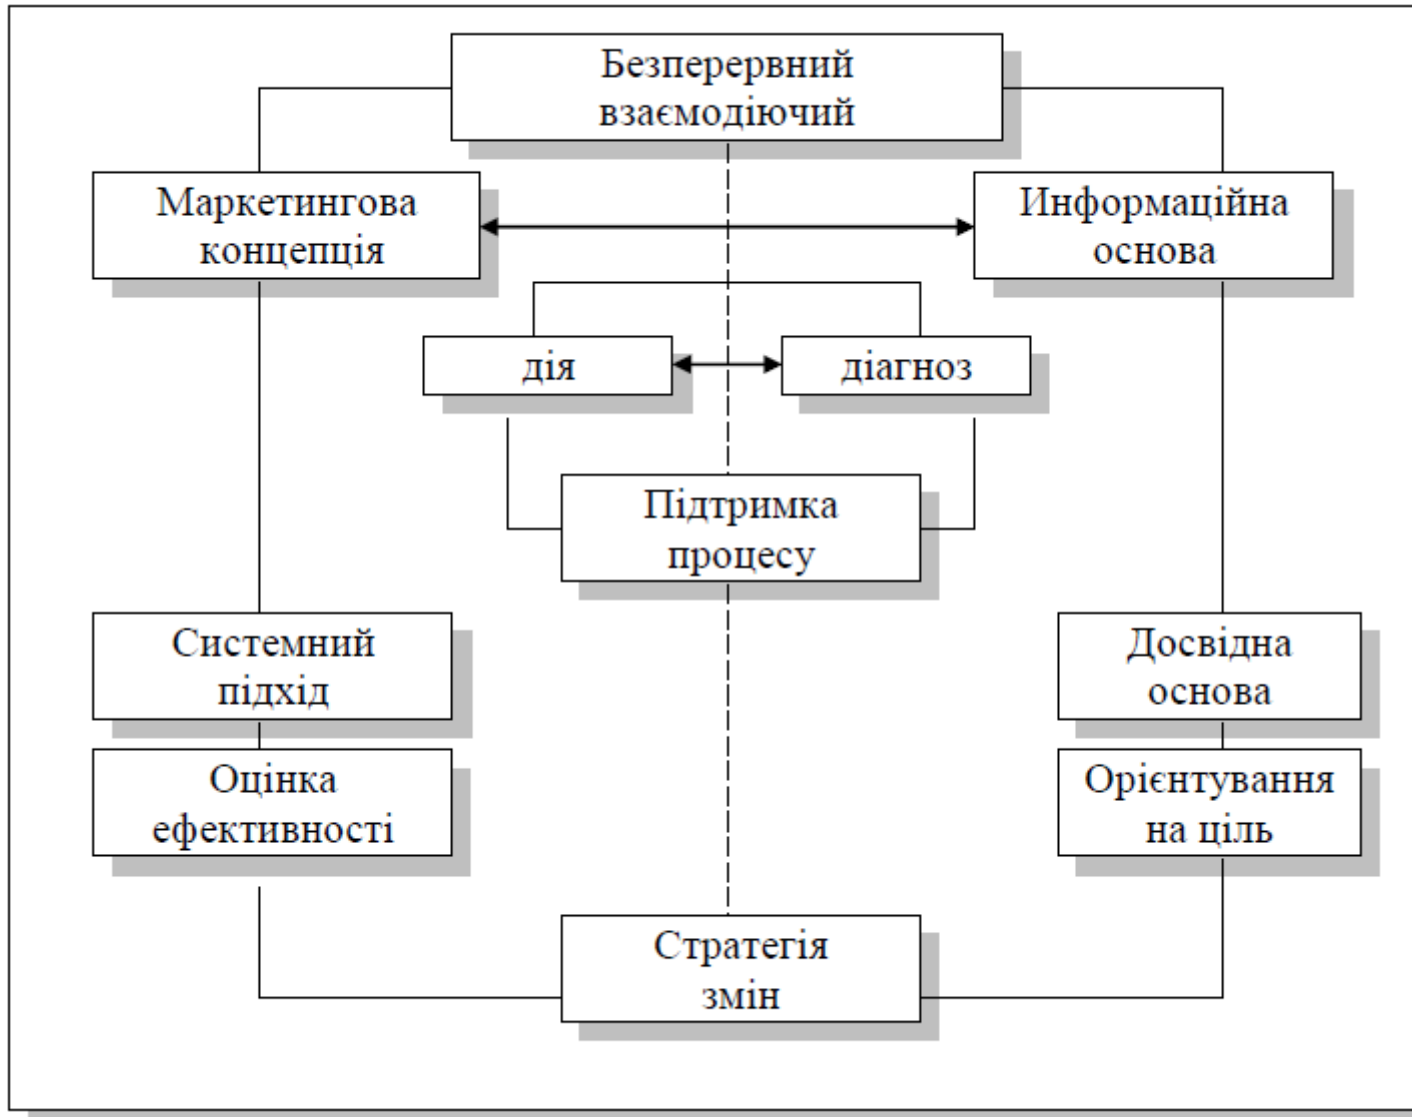 Безперервний
взаємодіючий
Маркетингова
концепція
Информаційна
основа
дія
діагноз
Підтримка
процесу
Системний
підхід
Досвідна
основа
Оцінка
ефективності
Орієнтування
на ціль
Стратегія
змін